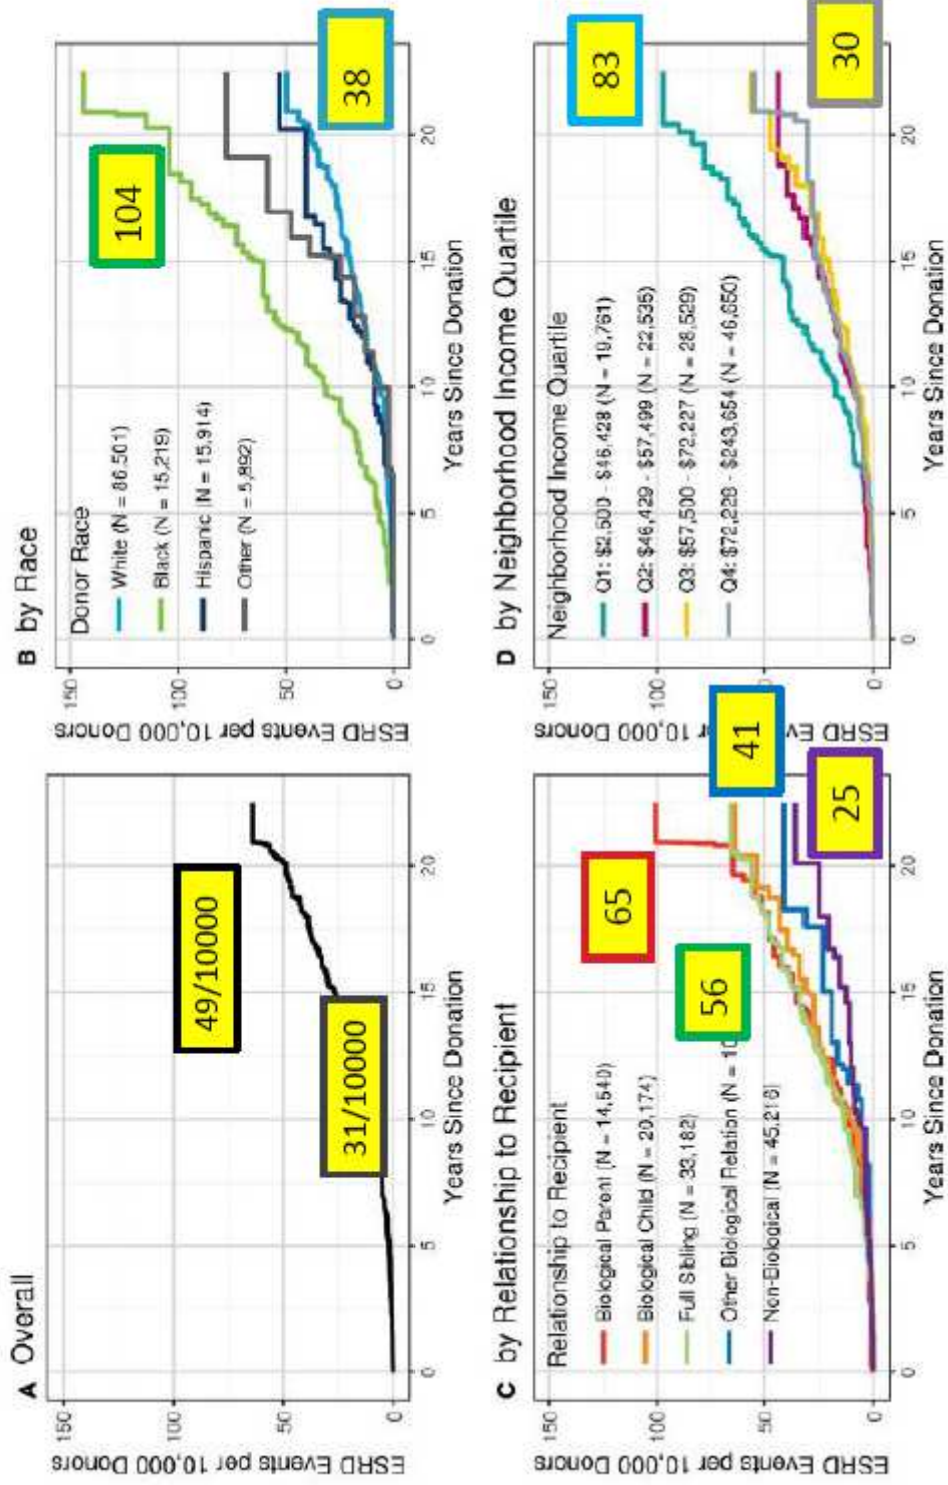 A Overall
ESRD Events per 10,000 Donors
150
100
50
0
49/10000
31/10000
0
5
10
15
20
Years Since Donation
B by Race
ESRD Events per 10,000 Donors
150
100
50
0
Donor Race
White (N = 86,501)
Black (N = 15,219)
Hispanic (N = 15,914)
Other (N = 5,892)
104
38
0
5
10
15
20
Years Since Donation
C by Relationship to Recipient
ESRD Events per 10,000 Donors
150
100
50
0
Relationship to Recipient
Biological Parent (N = 14,540)
Biological Child (N = 20,174)
Full Sibling (N = 33,182)
Other Biological Relation (N = 10
Non-Biological (N = 45,216)
65
56
41
25
0
5
10
15
20
Years Since Donation
D by Neighborhood Income Quartile
ESRD Ev per 10,000 Donors
150
100
50
0
Neighborhood Income Quartile
Q1: $2,500 - $46,428 (N = 19,761)
Q2: $46,429 - $57,499 (N = 22,535)
Q3: $57,500 - $72,227 (N = 28,529)
Q4: $72,228 - $243,654 (N = 46,650)
83
30
0
5
10
15
20
Years Since Donation